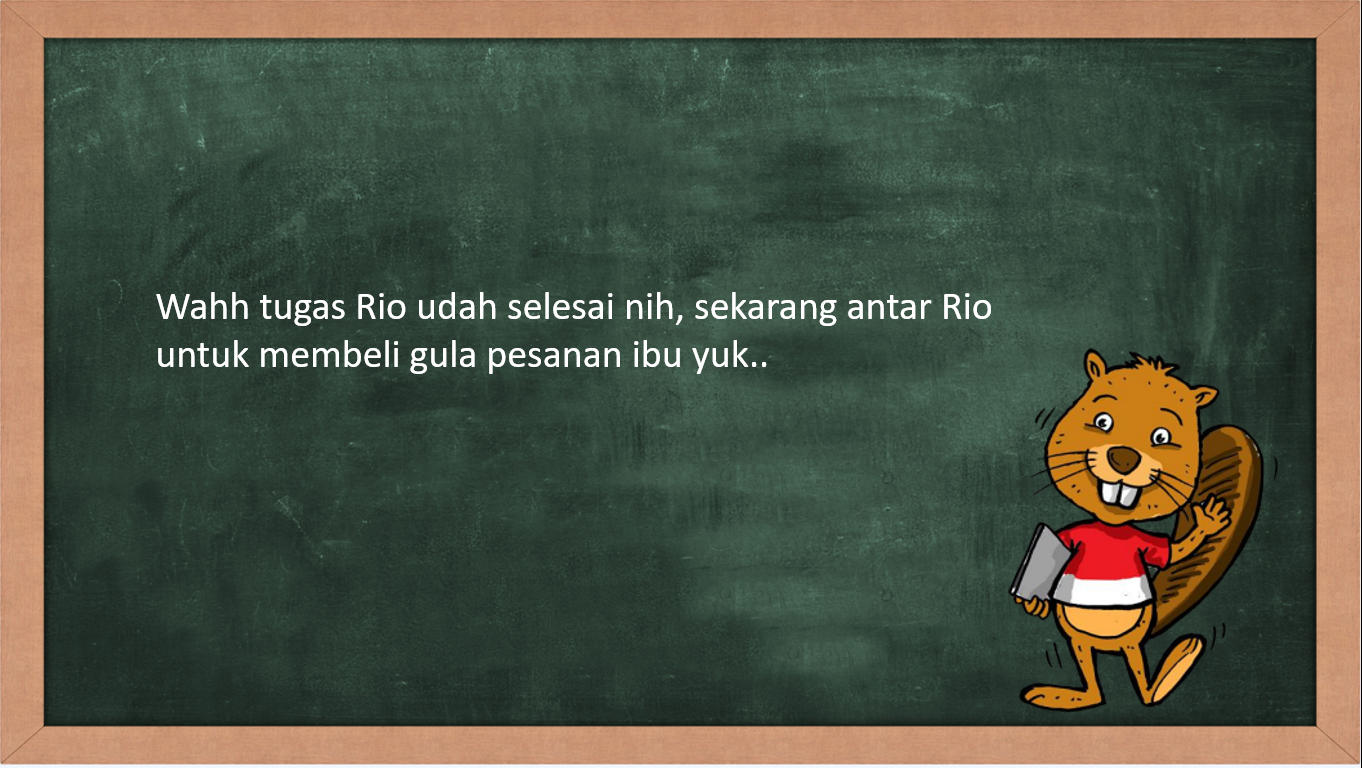 Wahh tugas Rio udah selesai nih, sekarang antar Rio
untuk membeli gula pesanan ibu yuk..